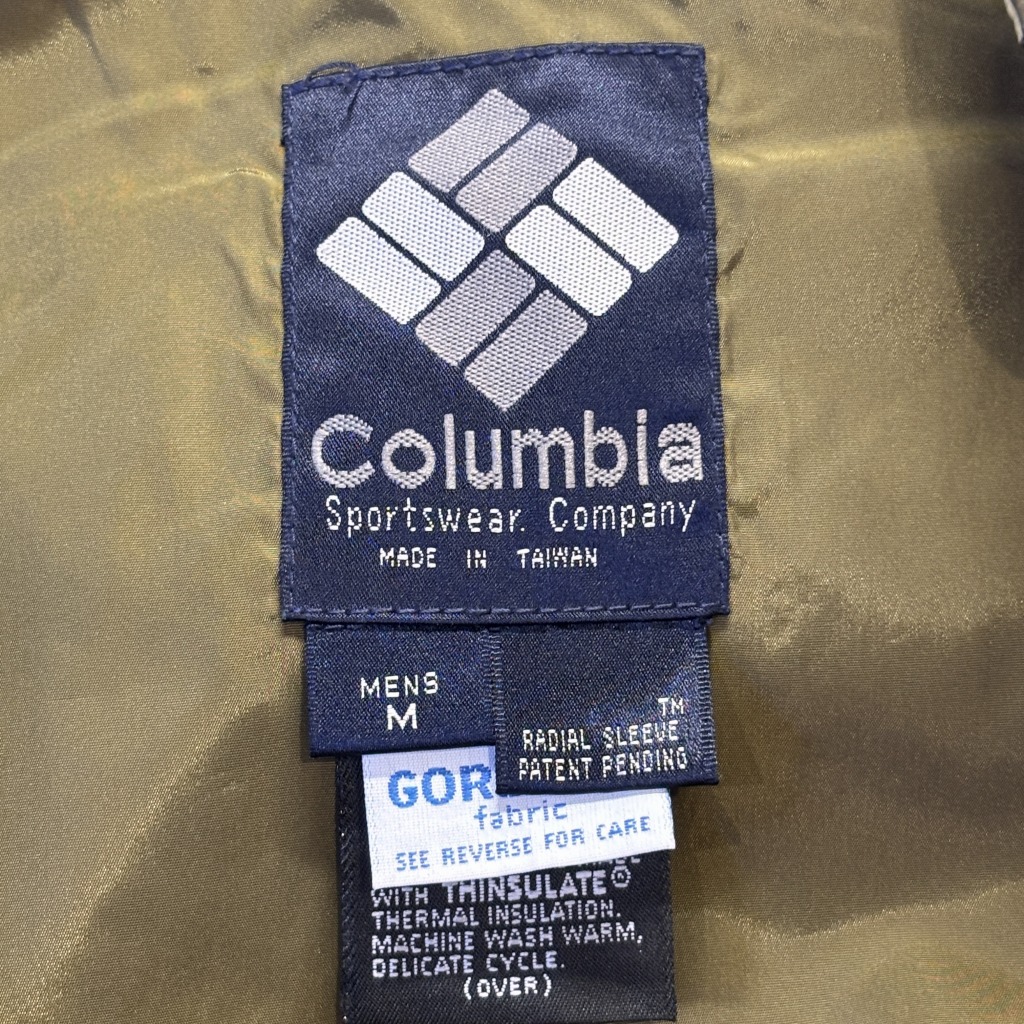 Columbia
Sportswear. Company
MADE IN TAIWAN
MENS
M
TM
RADIAL SLEEVE
PATENT PENDING
GOR
fabric
SEE REVERSE FOR CARE
WITH THINSULATE®
THERMAL INSULATION.
MACHINE WASH WARM,
DELICATE CYCLE.
(OVER)